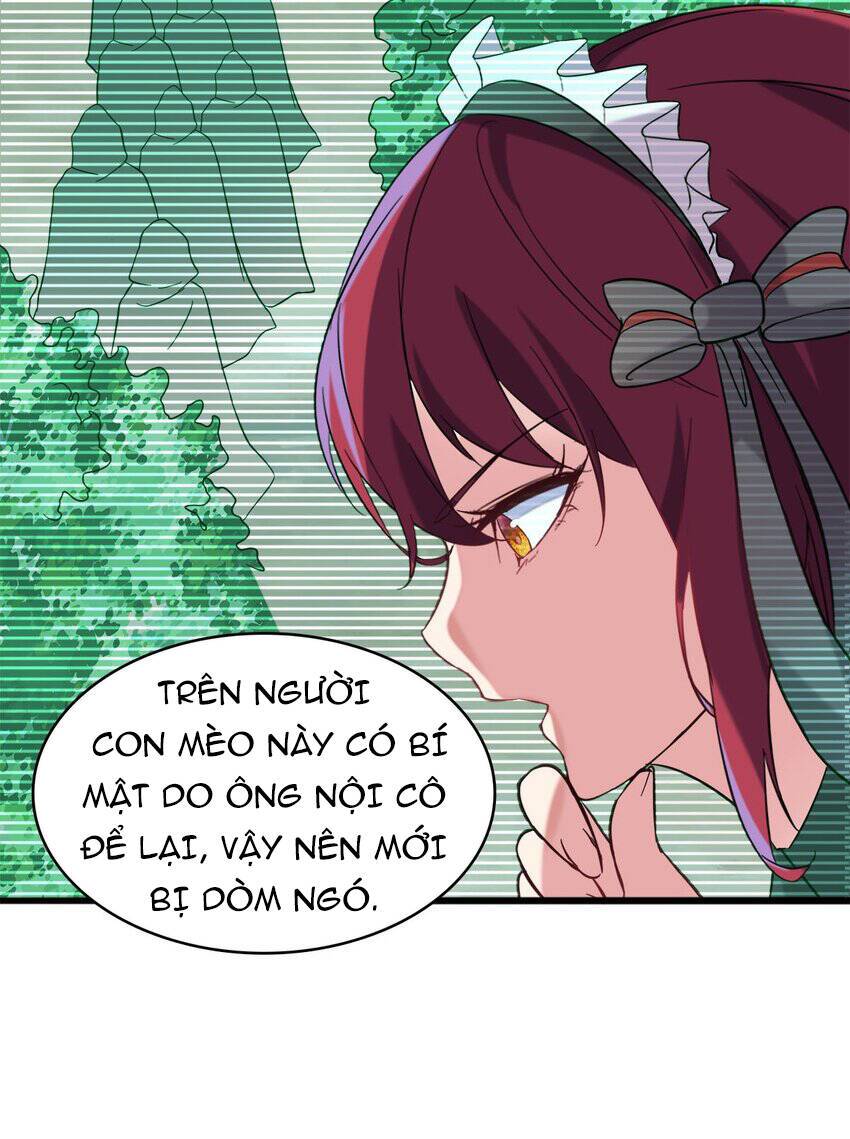 TRÊN NGƯỜI
CON MÈO NÀY CÓ BÍ
MẬT DO ÔNG NỘI CÔ
ĐỂ LẠI, VẬY NÊN MỚI
BỊ DÒM NGÓ.